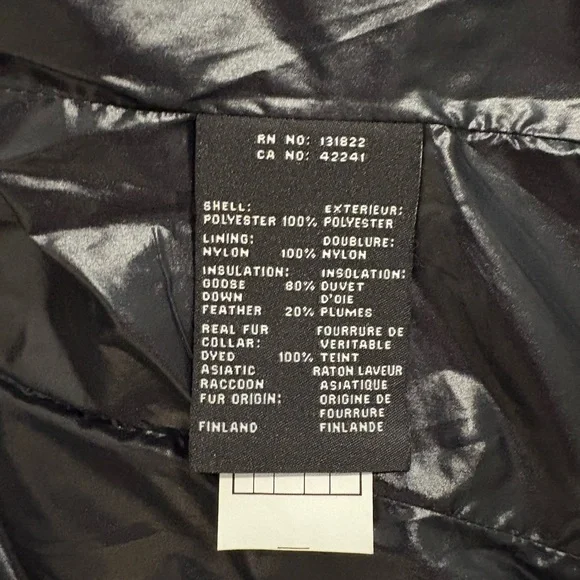 RN NO: 131822
CA NO: 42241
SHELL: EXTERIEUR:
POLYESTER 100% POLYESTER
LINING: DOUBLURE:
NYLON 100% NYLON
INSULATION: INSOLATION:
GOOSE 80% DUVET
DOWN D'OIE
FEATHER 20% PLUMES
REAL FUR FOURRURE DE
COLLAR: VERITABLE
DYED 100% TEINT
ASIATIC RATON LAVEUR
RACCOON ASIATIQUE
FUR ORIGIN: ORIGINE DE
FOURRURE
FINLAND FINLANDE